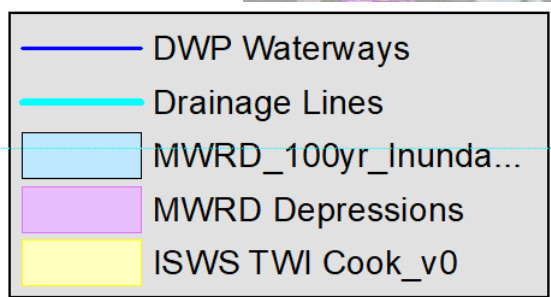 DWP Waterways
Drainage Lines
MWRD_100yr_Inunda...
MWRD Depressions
ISWS TWI Cook_v0